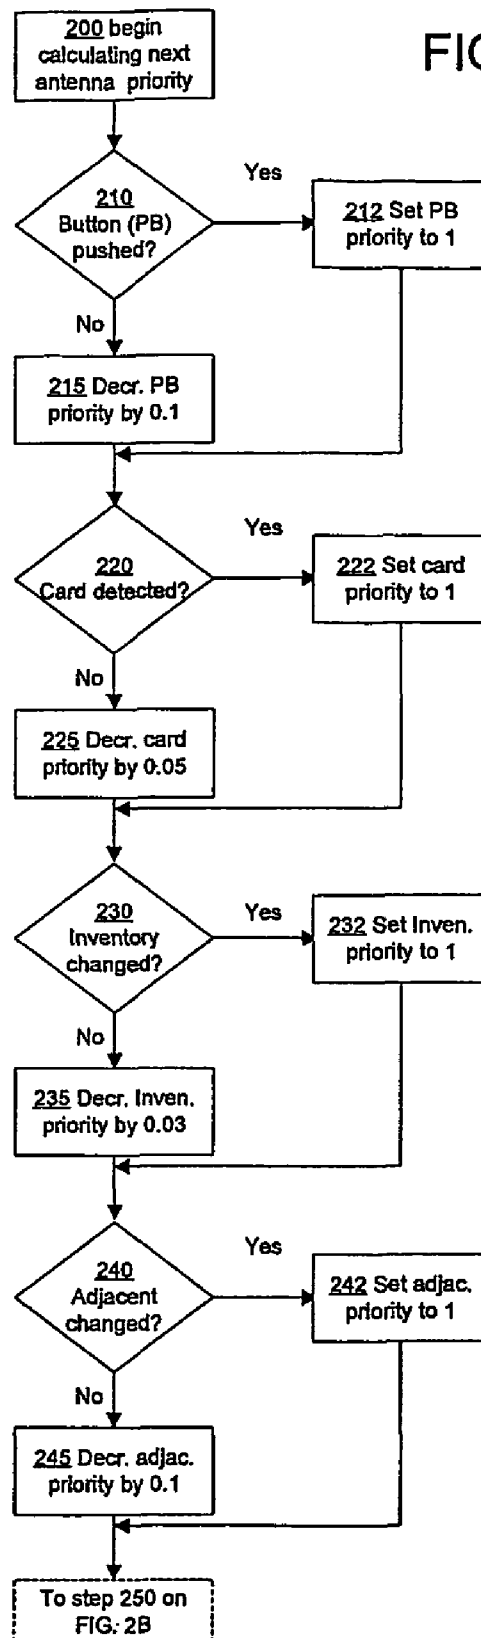 200 begin
calculating next
antenna priority
FIG
210
Button (PB)
pushed?
Yes
212 Set PB
priority to 1
No
215 Decr. PB
priority by 0.1
220
Card detected?
Yes
222 Set card
priority to 1
No
225 Decr. card
priority by 0.05
230
Inventory
changed?
Yes
232 Set Inven.
priority to 1
No
235 Decr. Inven.
priority by 0.03
240
Adjacent
changed?
Yes
242 Set adjac.
priority to 1
No
245 Decr. adjac.
priority by 0.1
To step 250 on
FIG. 2B